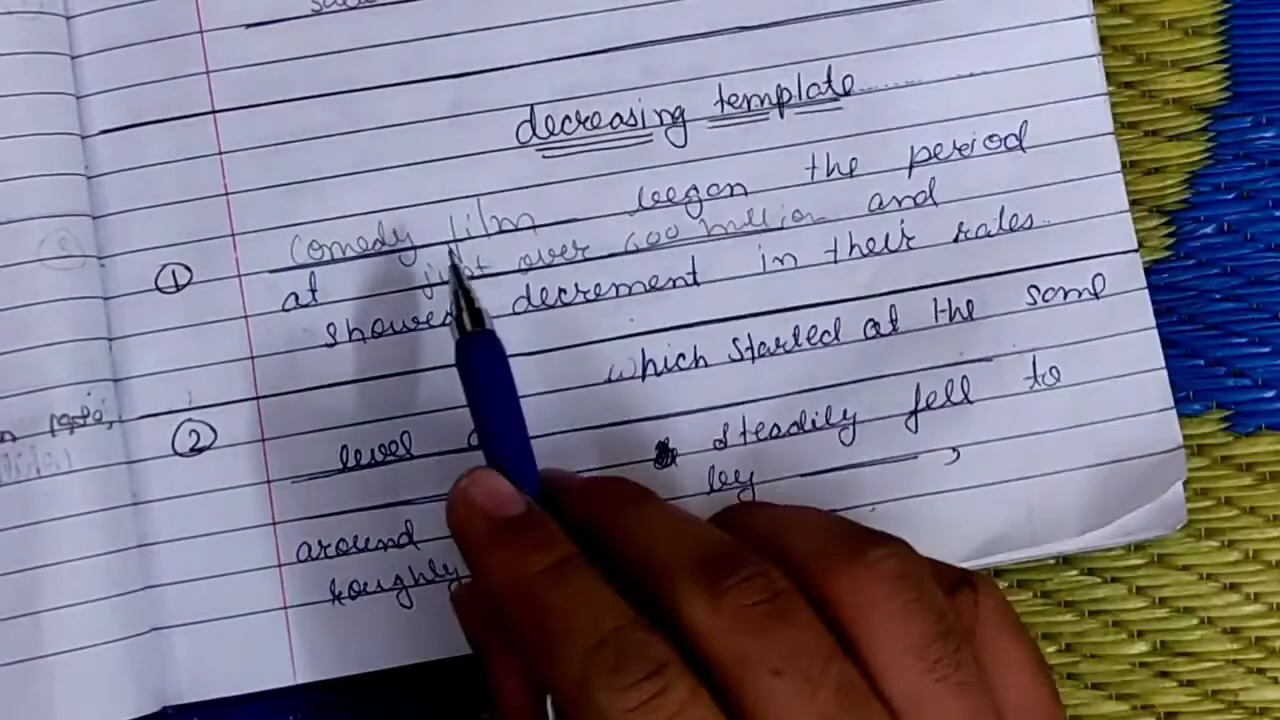 decreasing template
① Comedy film began the period
at just over 600 million and
showed decrement in their sales.
② which started at the same
level
steadily fell to
around by ,
roughly